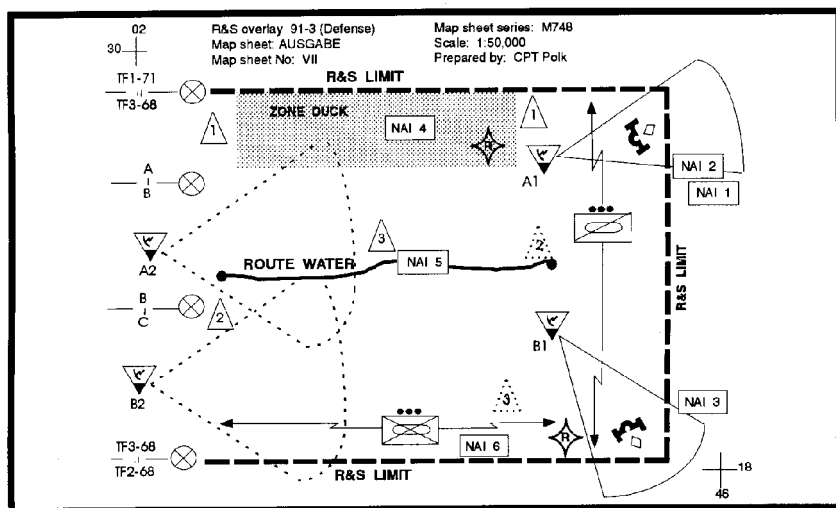 02
30
R&S overlay 91-3 (Defense)
Map sheet: AUSGABE
Map sheet No: VII
Map sheet series: M748
Scale: 1:50,000
Prepared by: CPT Polk
TF1-71
TF3-68
R&S LIMIT
ZONE DUCK
1
NAI 4
R
1
A1
NAI 2
NAI 1
A
B
A2
3
2
ROUTE WATER
NAI 5
R&S LIMIT
B
C
2
B1
B2
3
NAI 3
R
NAI 6
TF3-68
TF2-68
R&S LIMIT
18
46